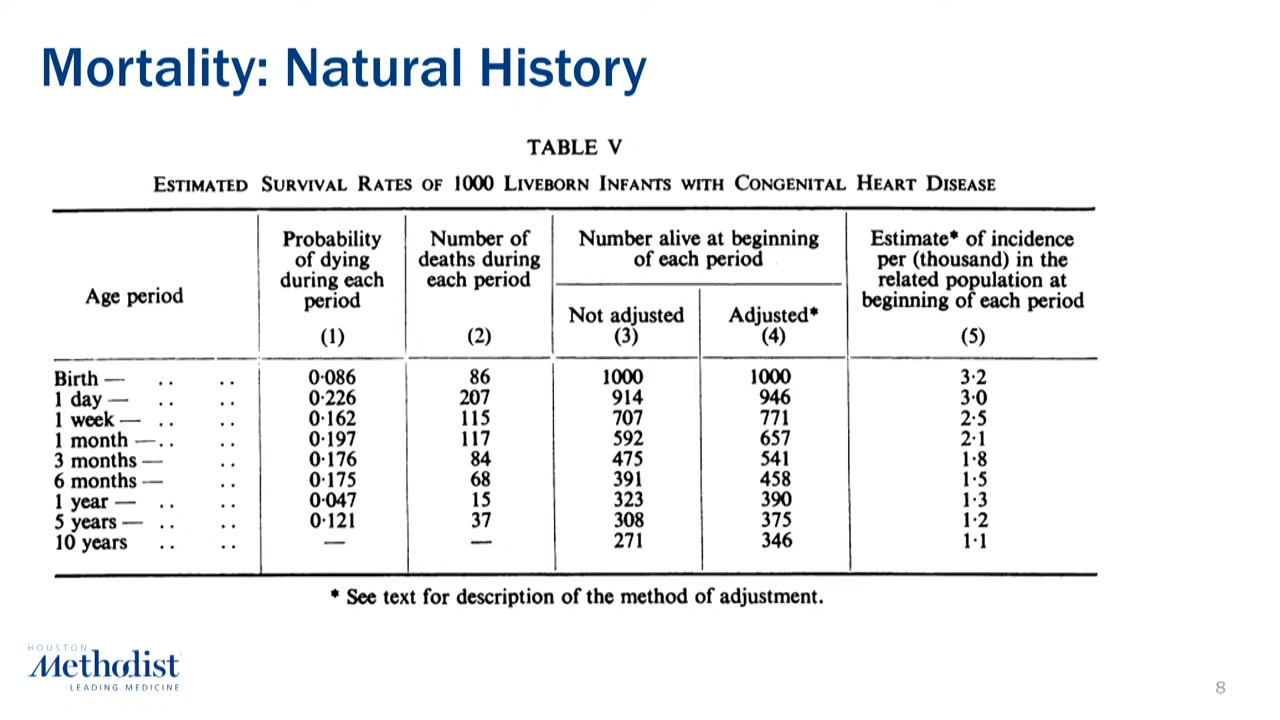 Mortality: Natural History
TABLE V
ESTIMATED SURVIVAL RATES OF 1000 LIVEBORN INFANTS WITH CONGENITAL HEART DISEASE
Age period
Probability
of dying
during each
period
(1)
Number of
deaths during
each period
(2)
Number alive at beginning
of each period
Not adjusted
(3)
Adjusted*
(4)
Estimate* of incidence
per (thousand) in the
related population at
beginning of each period
(5)
Birth — .. .. 0·086 86 1000 1000 3·2
1 day — .. .. 0·226 207 914 946 3·0
1 week — .. .. 0·162 115 707 771 2·5
1 month —.. .. 0·197 117 592 657 2·1
3 months — .. 0·176 84 475 541 1·8
6 months — .. 0·175 68 391 458 1·5
1 year — .. .. 0·047 15 323 390 1·3
5 years — .. .. 0·121 37 308 375 1·2
10 years .. .. — — 271 346 1·1
* See text for description of the method of adjustment.
HOUSTON
Methodist
LEADING MEDICINE
8